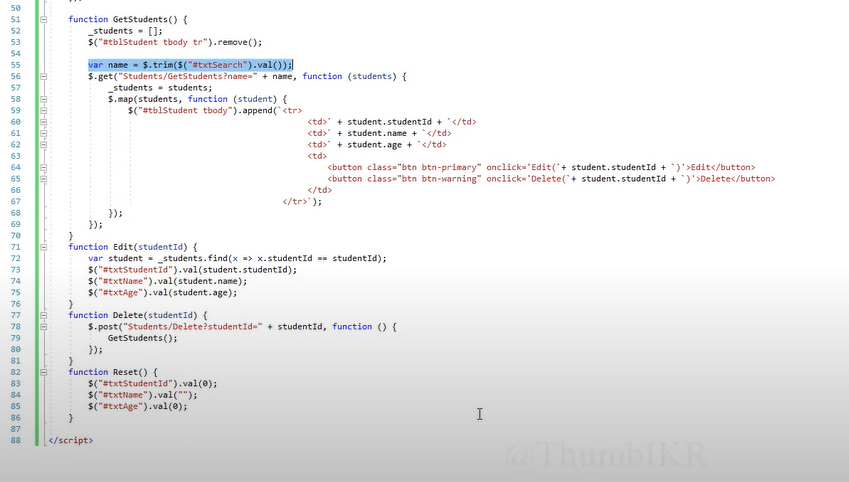 50
51 function GetStudents() {
52 _students = [];
53 $("#tblStudent tbody tr").remove();
54
55 var name = $.trim($("#txtSearch").val());
56 $.get("Students/GetStudents?name=" + name, function (students) {
57 _students = students;
58 $.map(students, function (student) {
59 $("#tblStudent tbody").append(`<tr>
60 <td>` + student.studentId + `</td>
61 <td>` + student.name + `</td>
62 <td>` + student.age + `</td>
63 <td>
64 <button class="btn btn-primary" onclick='Edit(`+ student.studentId + `)'>Edit</button>
65 <button class="btn btn-warning" onclick='Delete(`+ student.studentId + `)'>Delete</button>
66 </td>
67 </tr>`);
68 });
69 });
70 }
71 function Edit(studentId) {
72 var student = _students.find(x => x.studentId == studentId);
73 $("#txtStudentId").val(student.studentId);
74 $("#txtName").val(student.name);
75 $("#txtAge").val(student.age);
76 }
77 function Delete(studentId) {
78 $.post("Students/Delete?studentId=" + studentId, function () {
79 GetStudents();
80 });
81 }
82 function Reset() {
83 $("#txtStudentId").val(0);
84 $("#txtName").val("");
85 $("#txtAge").val(0);
86 }
87
88 </script>
@ThumbIKR